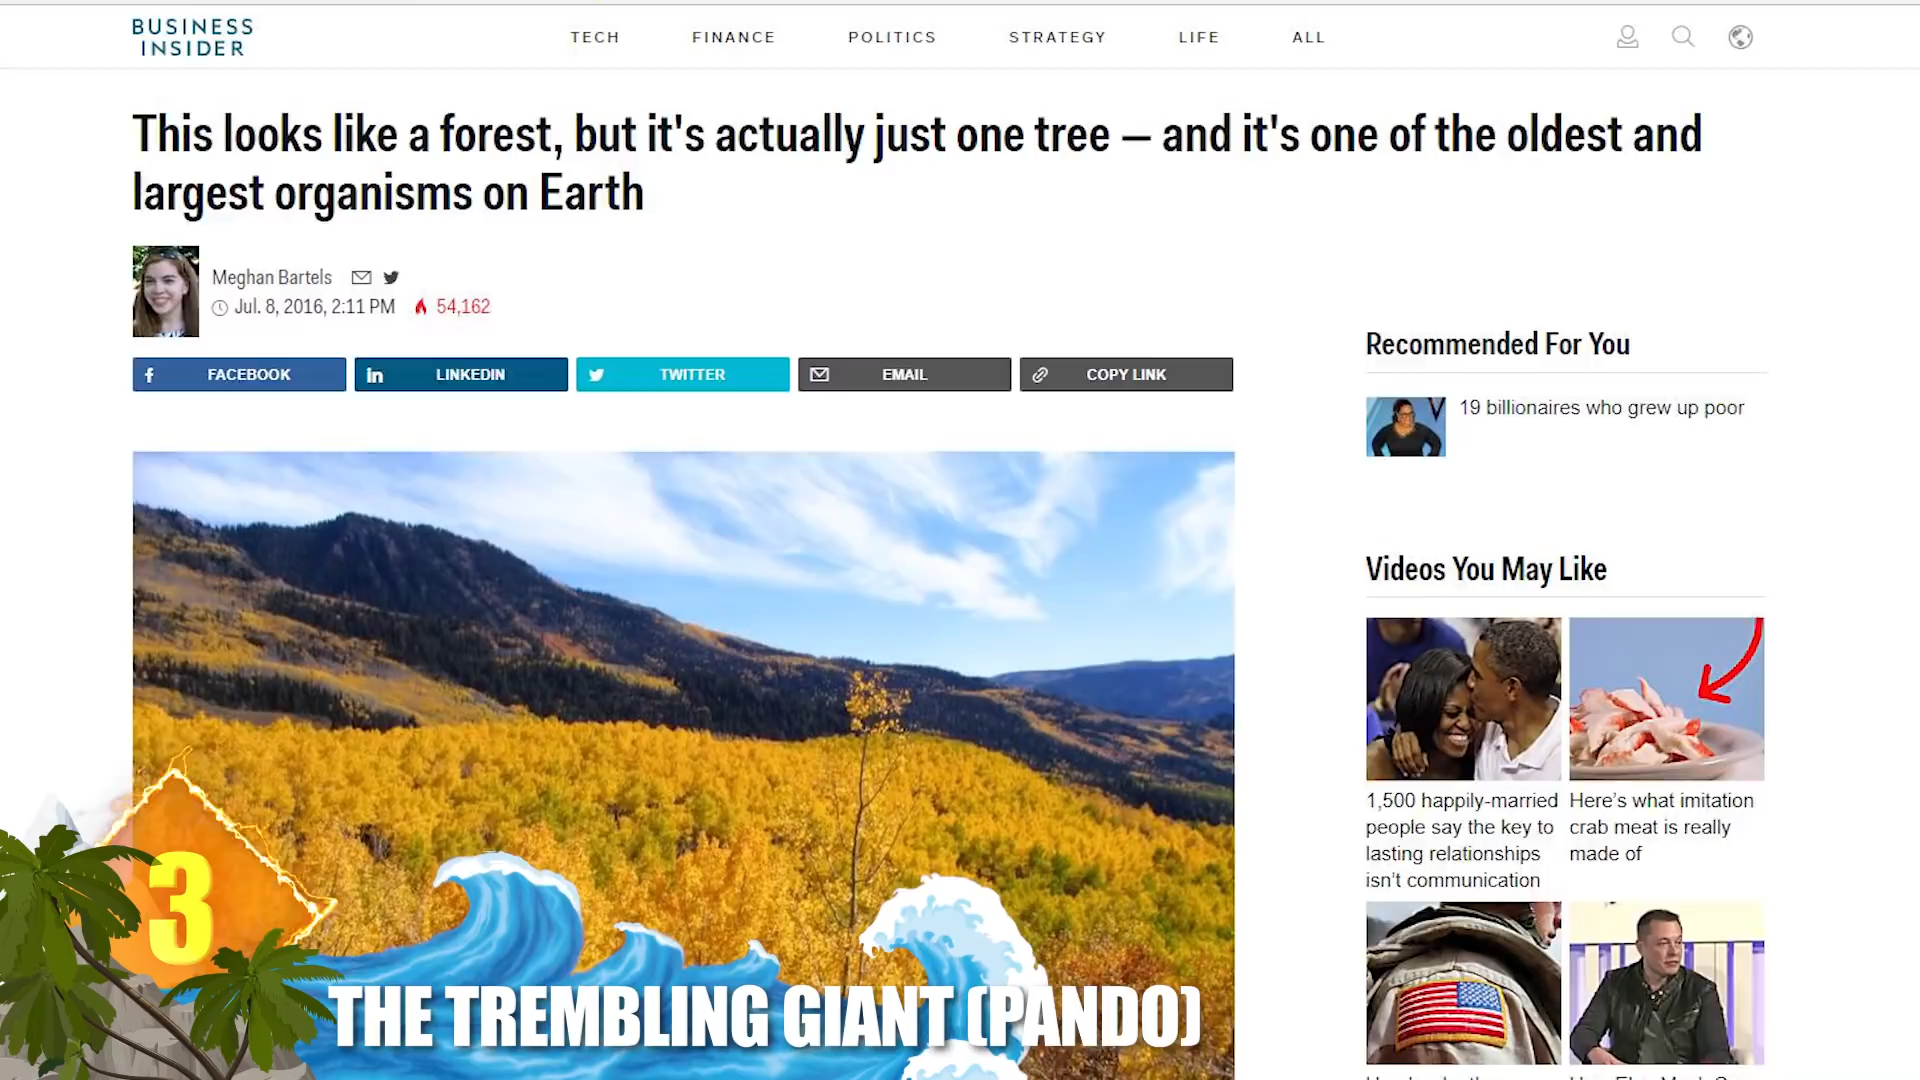 BUSINESS
INSIDER
TECH
FINANCE
POLITICS
STRATEGY
LIFE
ALL
This looks like a forest, but it's actually just one tree — and it's one of the oldest and
largest organisms on Earth
Meghan Bartels
Jul. 8, 2016, 2:11 PM
54,162
FACEBOOK
LINKEDIN
TWITTER
EMAIL
COPY LINK
Recommended For You
19 billionaires who grew up poor
Videos You May Like
1,500 happily-married
people say the key to
lasting relationships
isn't communication
Here's what imitation
crab meat is really
made of
3
THE TREMBLING GIANT (PANDO)